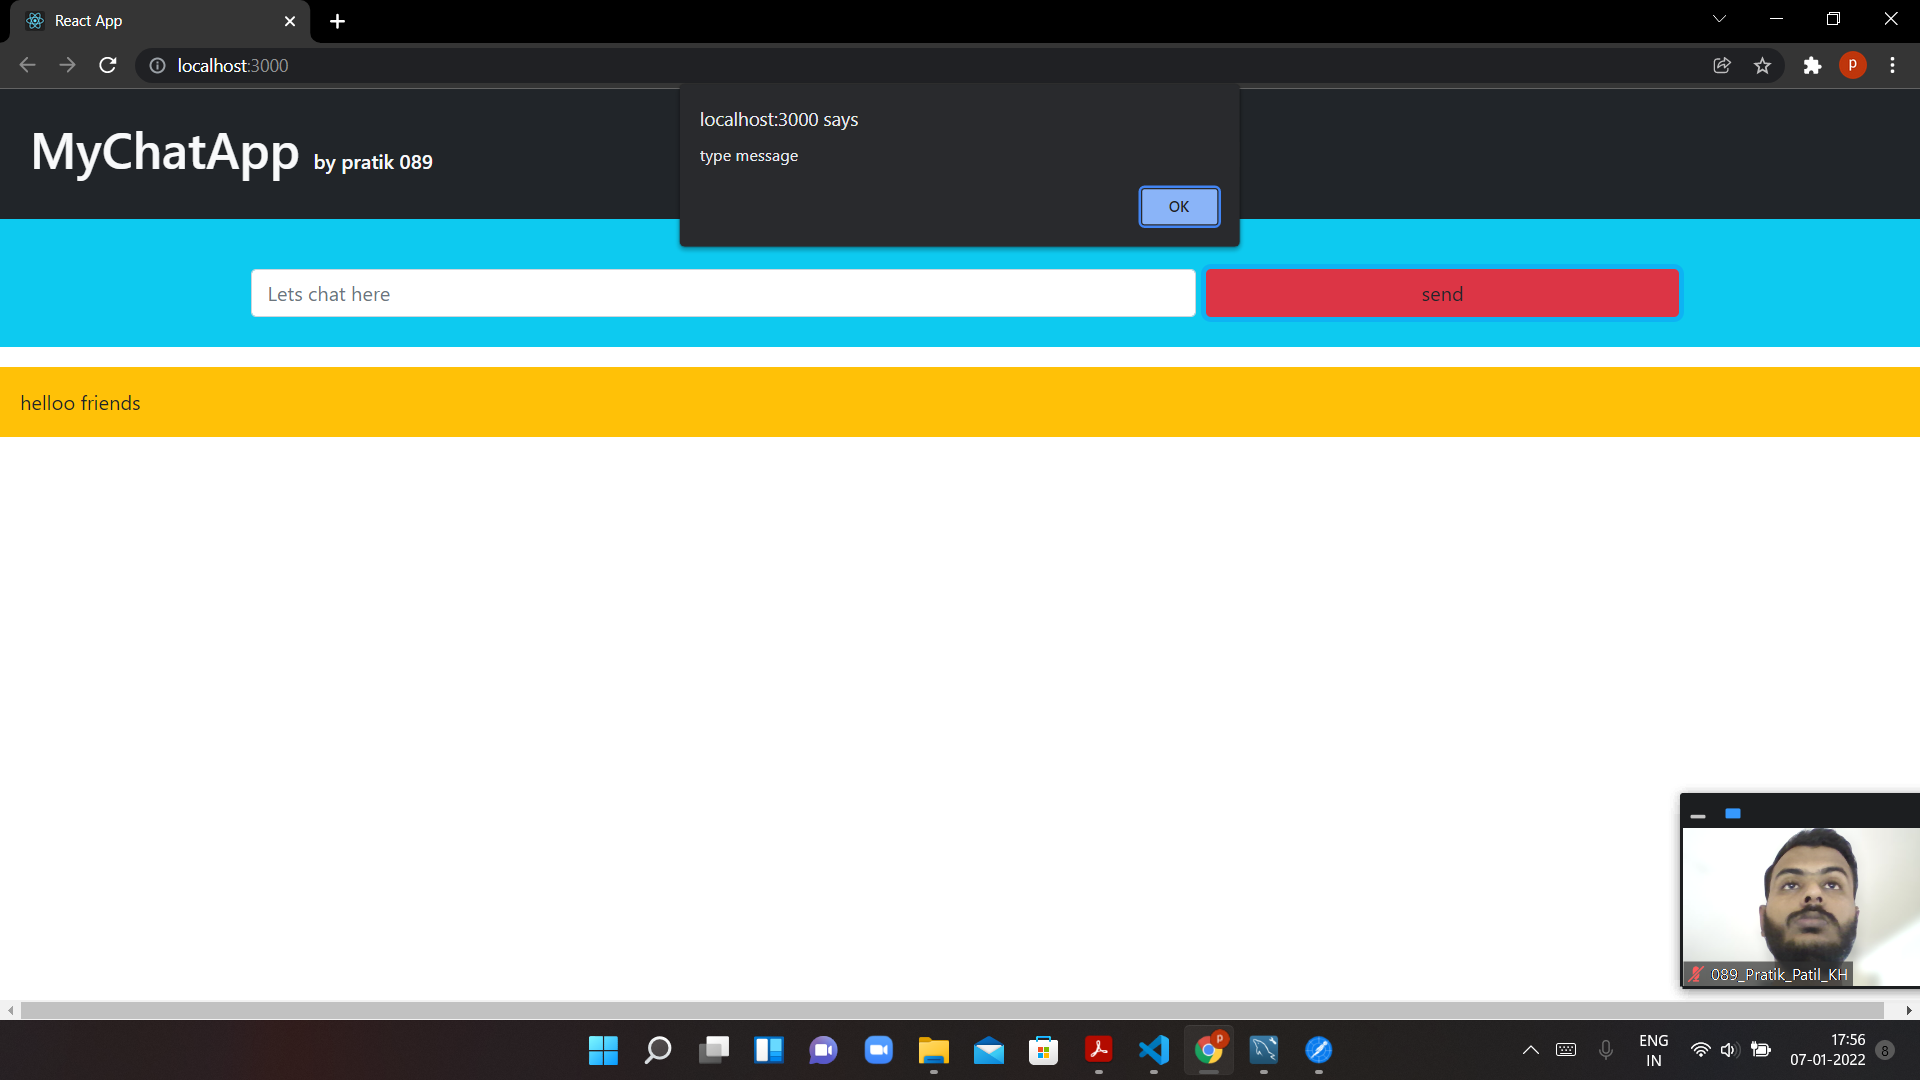 React App
localhost:3000
p
localhost:3000 says
type message
OK
MyChatApp by pratik 089
Lets chat here
send
helloo friends
089_Pratik_Patil_KH
p
ENG
IN
17:56
07-01-2022
8